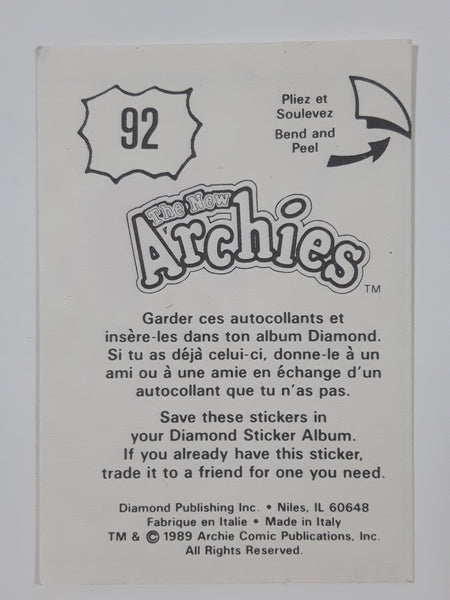 92
Pliez et
Soulevez
Bend and
Peel
The New
Archies
TM
Garder ces autocollants et
insère-les dans ton album Diamond.
Si tu as déjà celui-ci, donne-le à un
ami ou à une amie en échange d'un
autocollant que tu n'as pas.
Save these stickers in
your Diamond Sticker Album.
If you already have this sticker,
trade it to a friend for one you need.
Diamond Publishing Inc. • Niles, IL 60648
Fabrique en Italie • Made in Italy
TM & © 1989 Archie Comic Publications, Inc.
All Rights Reserved.